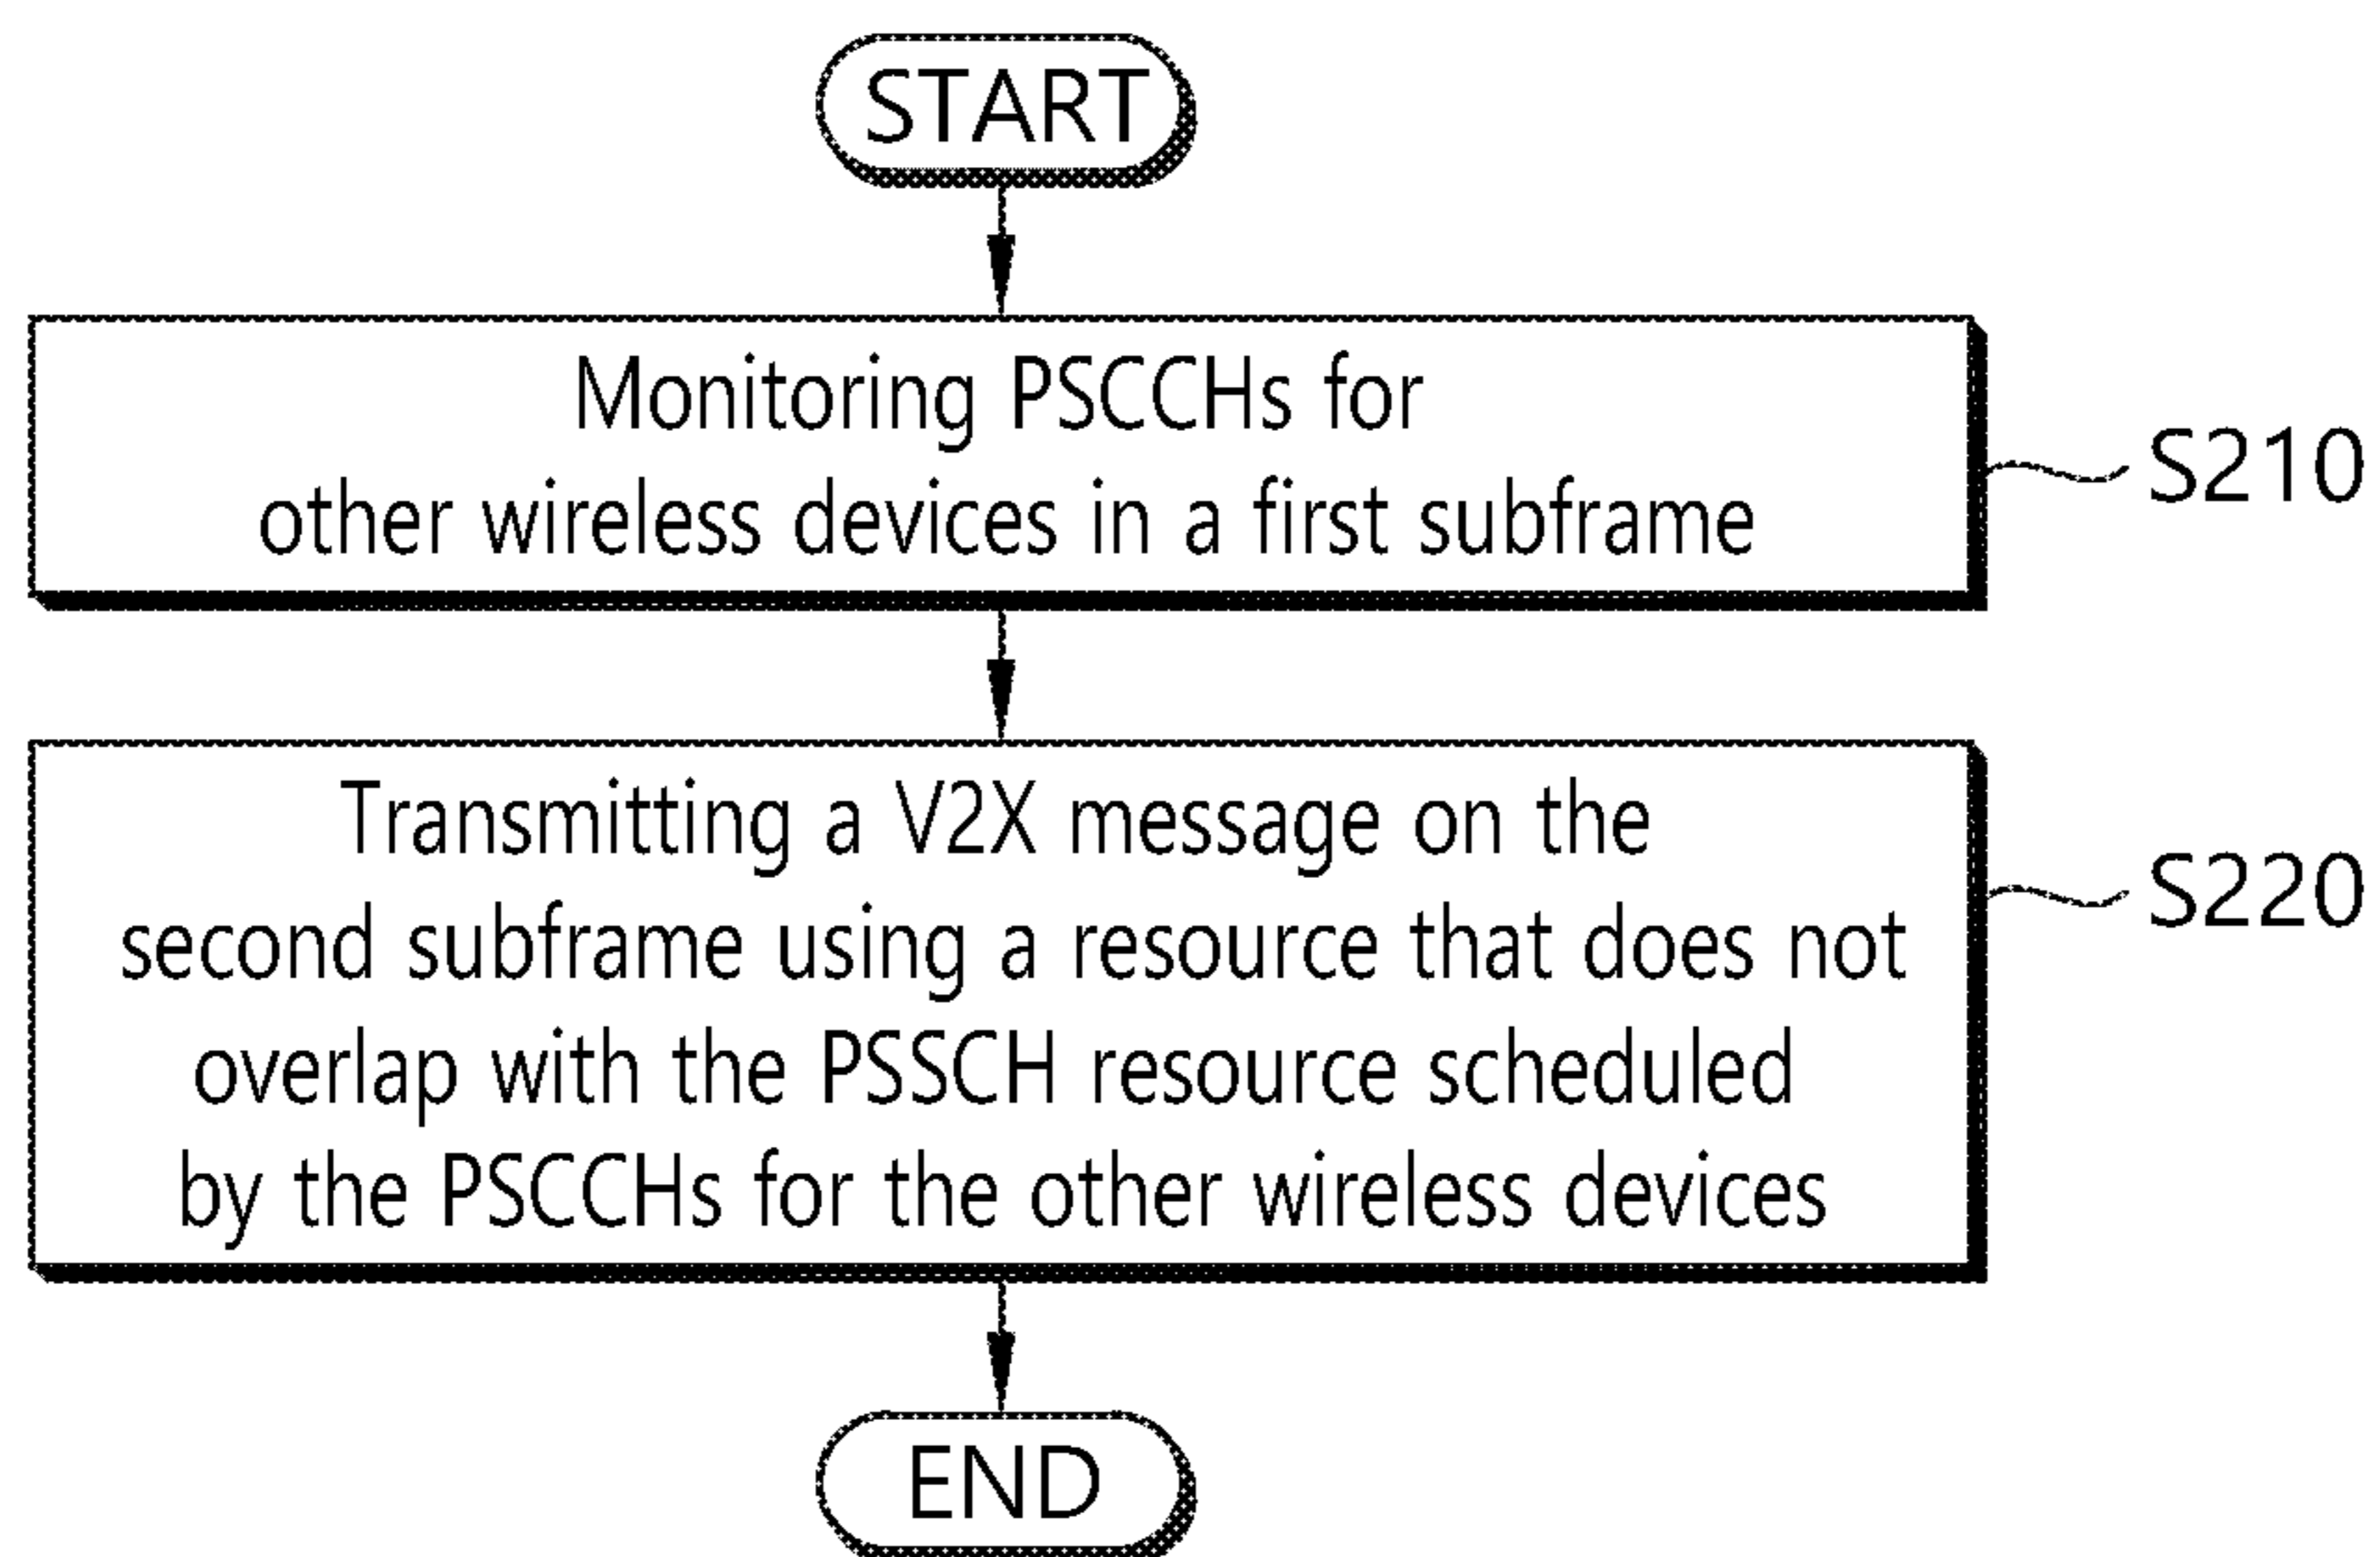 START
Monitoring PSCCHs for
other wireless devices in a first subframe
S210
Transmitting a V2X message on the
second subframe using a resource that does not
overlap with the PSSCH resource scheduled
by the PSCCHs for the other wireless devices
S220
END